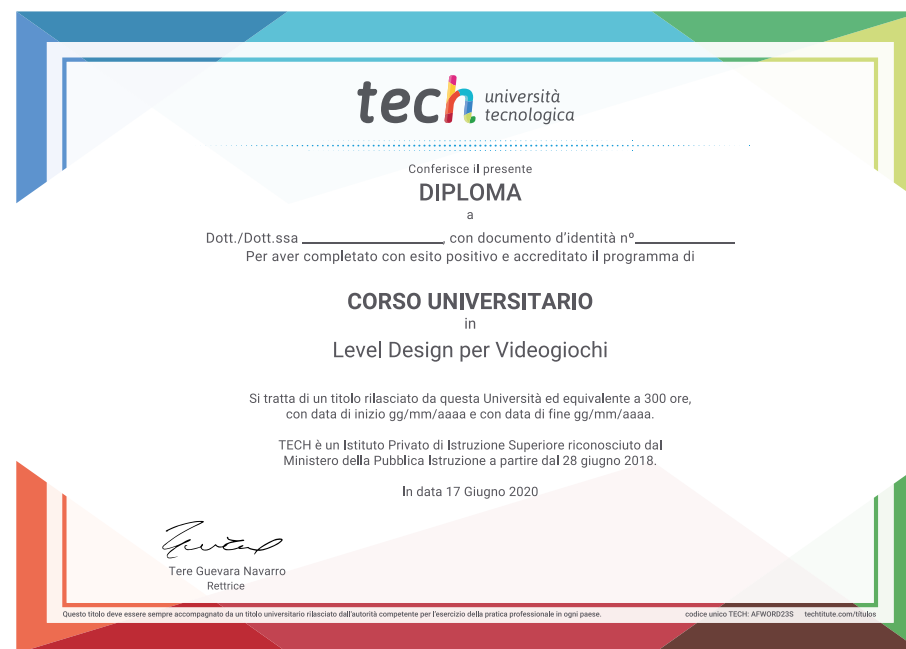 tech università
tecnologica
Conferisce il presente
DIPLOMA
a
Dott./Dott.ssa ____________________, con documento d'identità nº______________
Per aver completato con esito positivo e accreditato il programma di
CORSO UNIVERSITARIO
in
Level Design per Videogiochi
Si tratta di un titolo rilasciato da questa Università ed equivalente a 300 ore,
con data di inizio gg/mm/aaaa e con data di fine gg/mm/aaaa.
TECH è un Istituto Privato di Istruzione Superiore riconosciuto dal
Ministero della Pubblica Istruzione a partire dal 28 giugno 2018.
In data 17 Giugno 2020
Tere Guevara Navarro
Rettrice
Questo titolo deve essere sempre accompagnato da un titolo universitario rilasciato dall'autorità competente per l'esercizio della pratica professionale in ogni paese. codice unico TECH: AFWORD23S techtitute.com/titulos